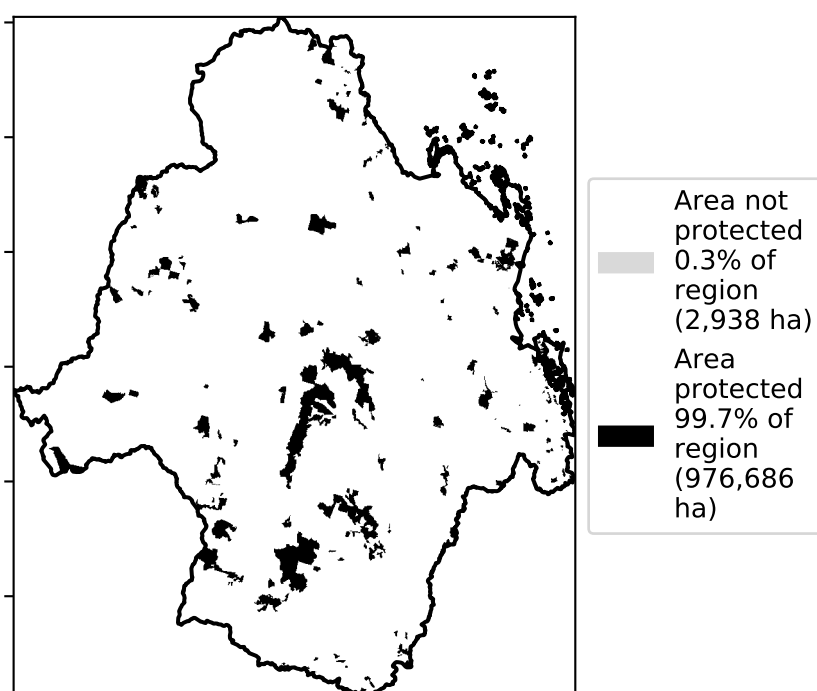 Area not
protected
0.3% of
region
(2,938 ha)
Area
protected
99.7% of
region
(976,686
ha)